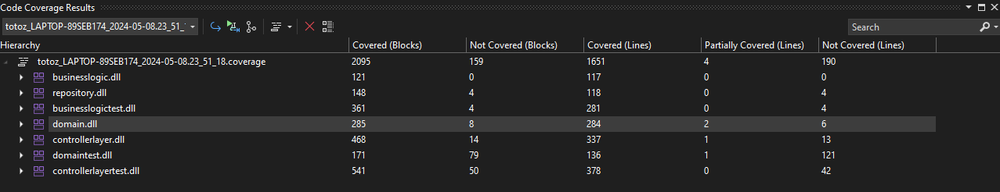 Code Coverage Results
totoz_LAPTOP-89SEB174_2024-05-08.23_51_1 Search
Hierarchy Covered (Blocks) Not Covered (Blocks) Covered (Lines) Partially Covered (Lines) Not Covered (Lines)
totoz_LAPTOP-89SEB174_2024-05-08.23_51_18.coverage 2095 159 1651 4 190
businesslogic.dll 121 0 117 0 0
repository.dll 148 4 118 0 4
businesslogictest.dll 361 4 281 0 4
domain.dll 285 8 284 2 6
controllerlayer.dll 468 14 337 1 13
domaintest.dll 171 79 136 1 121
controllerlayertest.dll 541 50 378 0 42